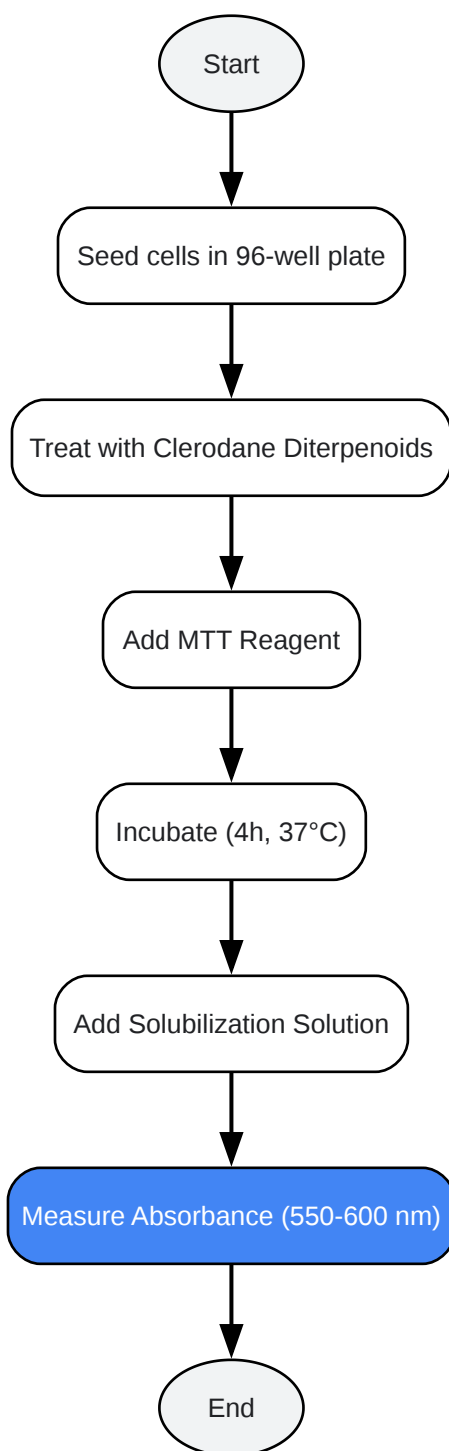 Start
Seed cells in 96-well plate
Treat with Clerodane Diterpenoids
Add MTT Reagent
Incubate (4h, 37°C)
Add Solubilization Solution
Measure Absorbance (550-600 nm)
End